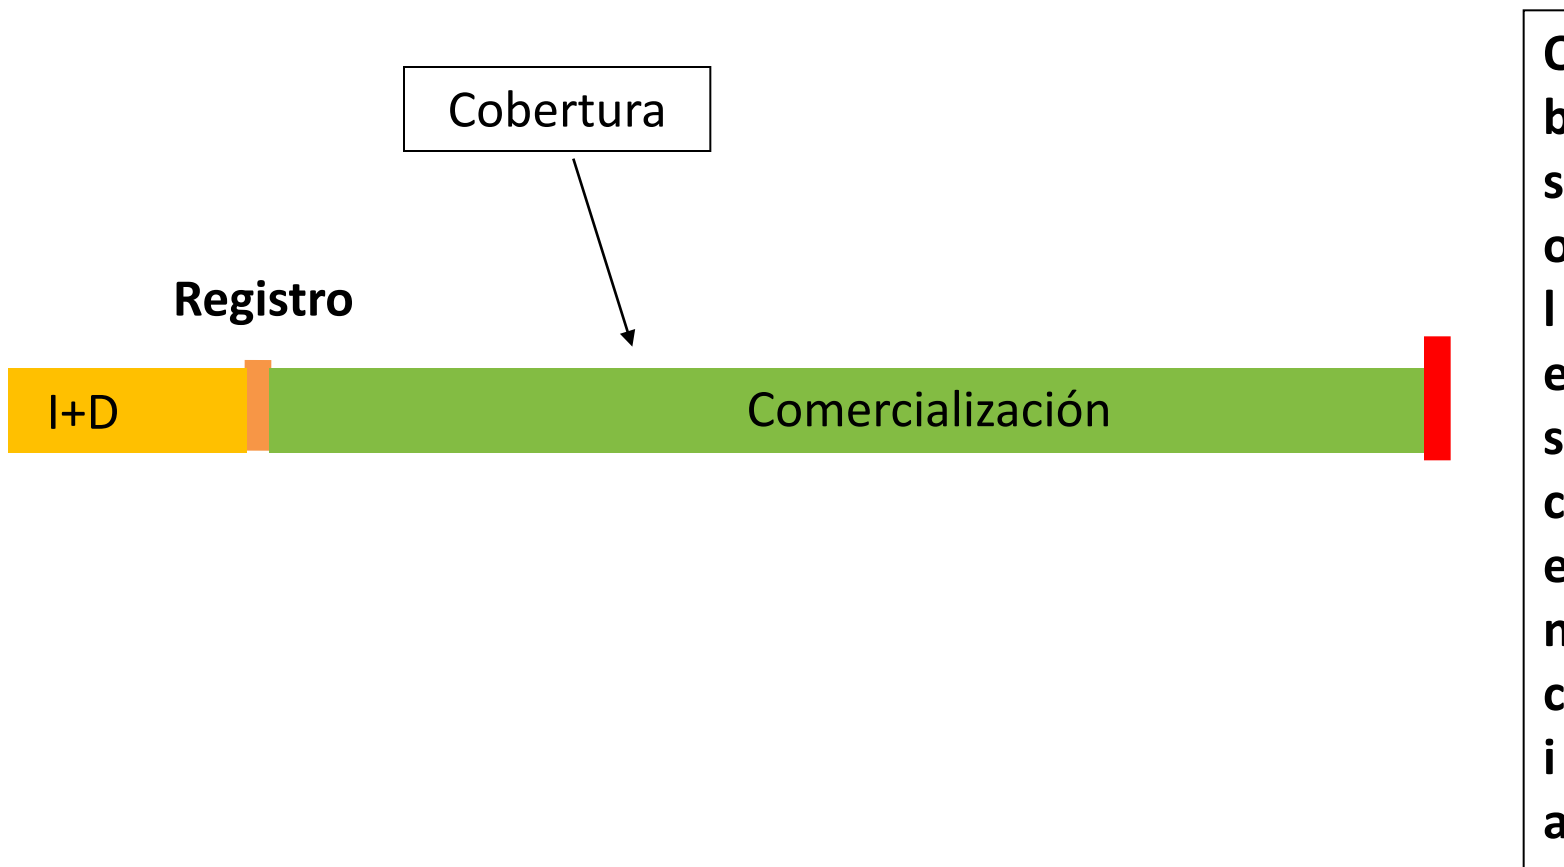 Cobertura
Registro
I+D
Comercialización
O
b
s
o
l
e
s
c
e
n
c
i
a